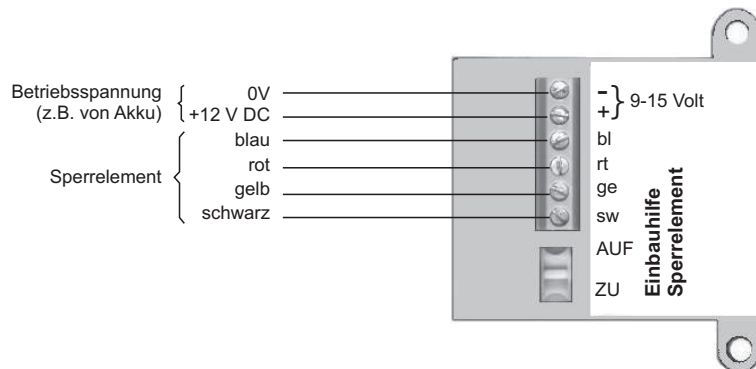 Betriebsspannung
(z.B. von Akku)
0V
+12 V DC
Sperrelement
blau
rot
gelb
schwarz
-
+
9-15 Volt
bl
rt
ge
sw
AUF
ZU
Einbauhilfe
Sperrelement